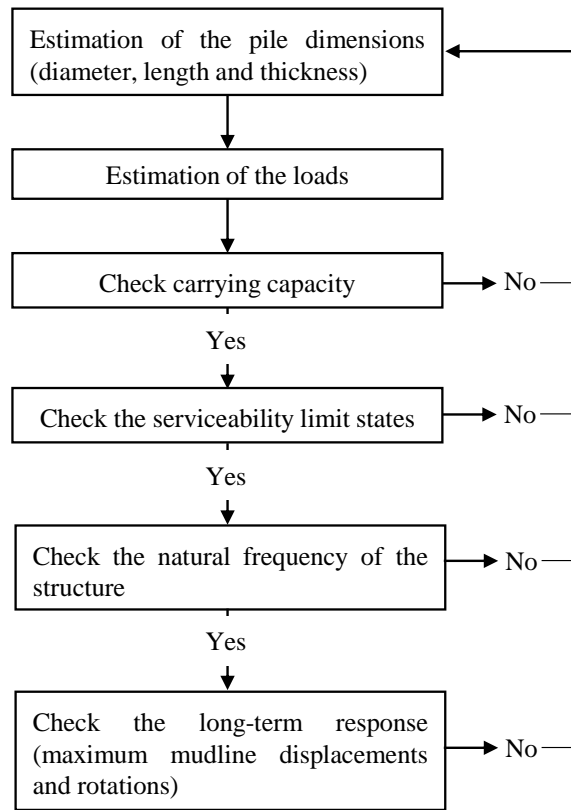 Estimation of the pile dimensions
(diameter, length and thickness)
Estimation of the loads
Check carrying capacity
No
Yes
Check the serviceability limit states
No
Yes
Check the natural frequency of the
structure
No
Yes
Check the long-term response
(maximum mudline displacements
and rotations)
No